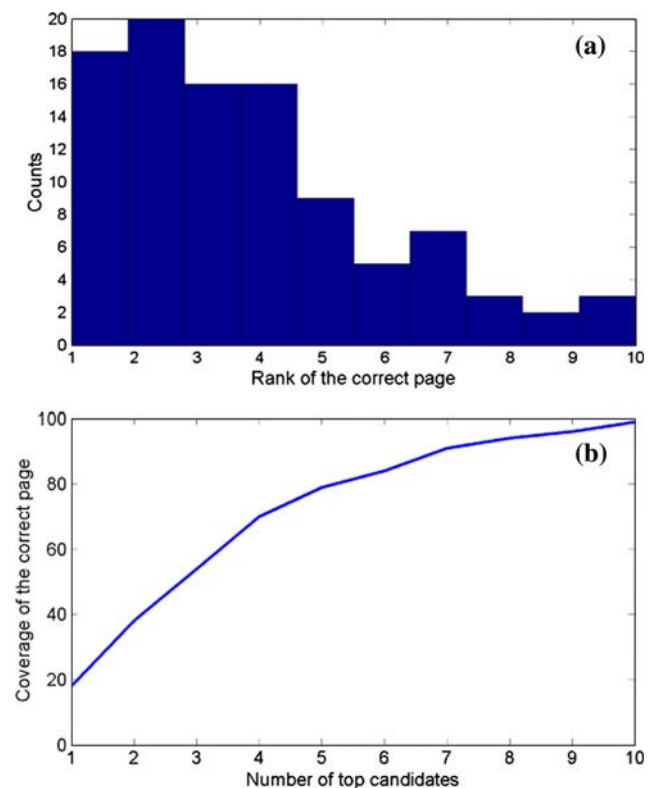 20
(a)
18
16
14
12
10
8
6
4
2
0
Counts
1 2 3 4 5 6 7 8 9 10
Rank of the correct page
100
(b)
80
60
40
20
0
Coverage of the correct page
1 2 3 4 5 6 7 8 9 10
Number of top candidates